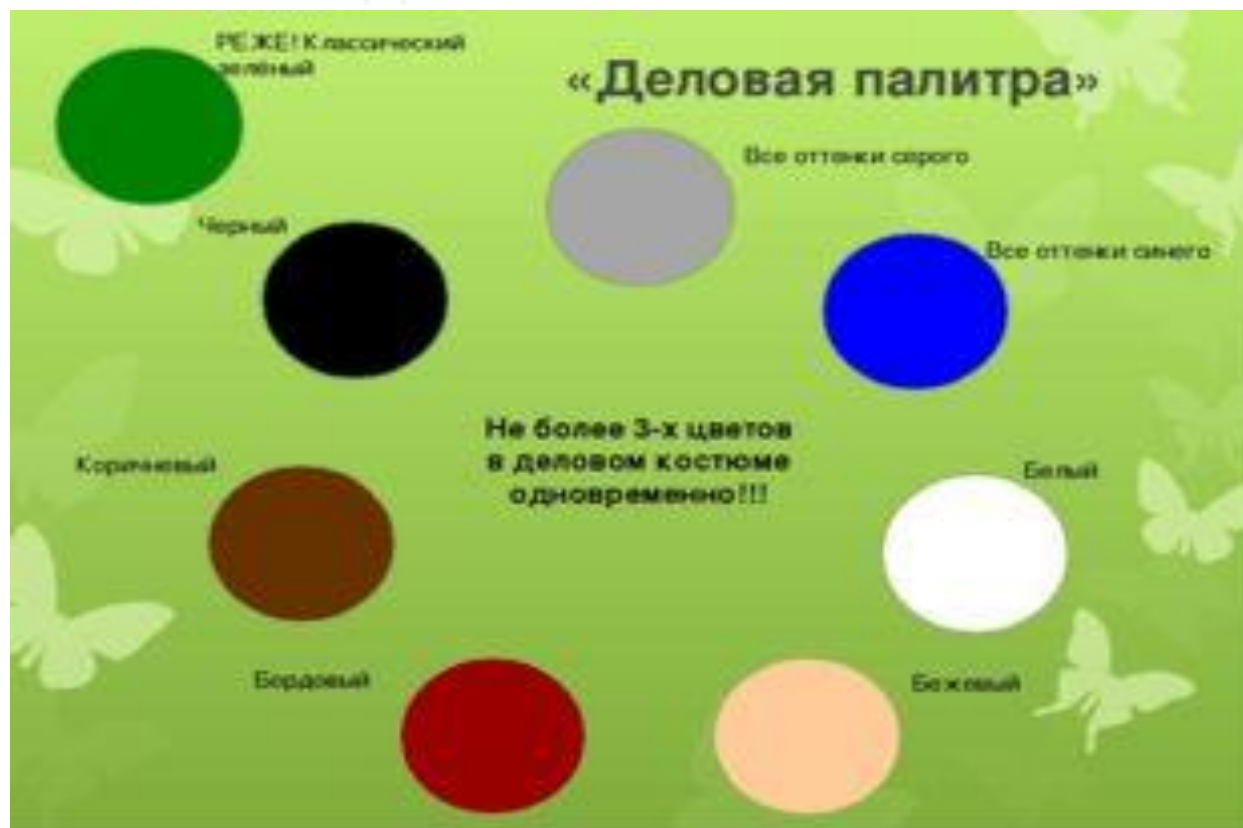 РЕЖЕ! Классический
зеленый
«Деловая палитра»
Все оттенки серого
Черный
Все оттенки синего
Не более 3-х цветов
в деловом костюме
одновременно!!!
Коричневый
Белый
Бордовый
Бежевый